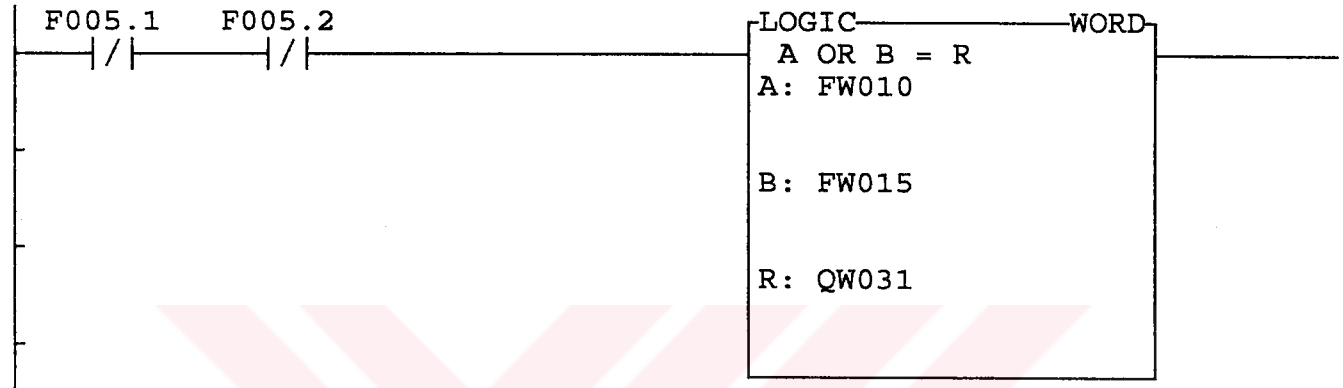 F005.1 F005.2
LOGIC WORD
A OR B = R
A: FW010
B: FW015
R: QW031